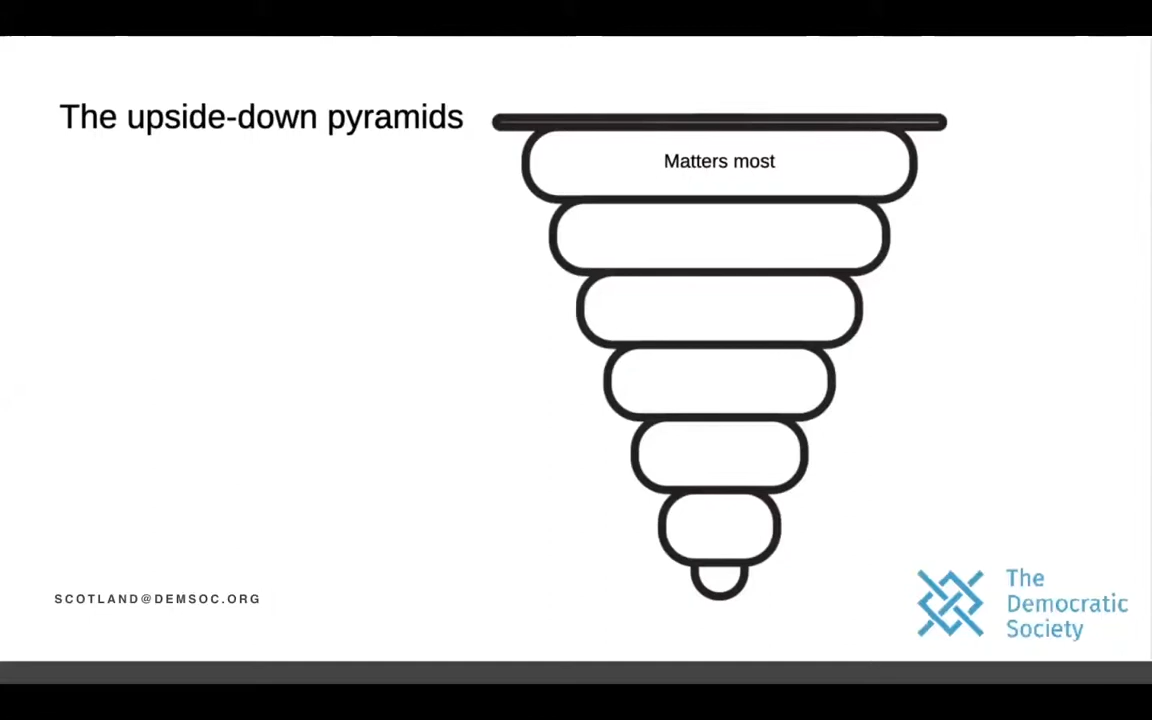 The upside-down pyramids
Matters most
SCOTLAND@DEMSOC.ORG
The
Democratic
Society